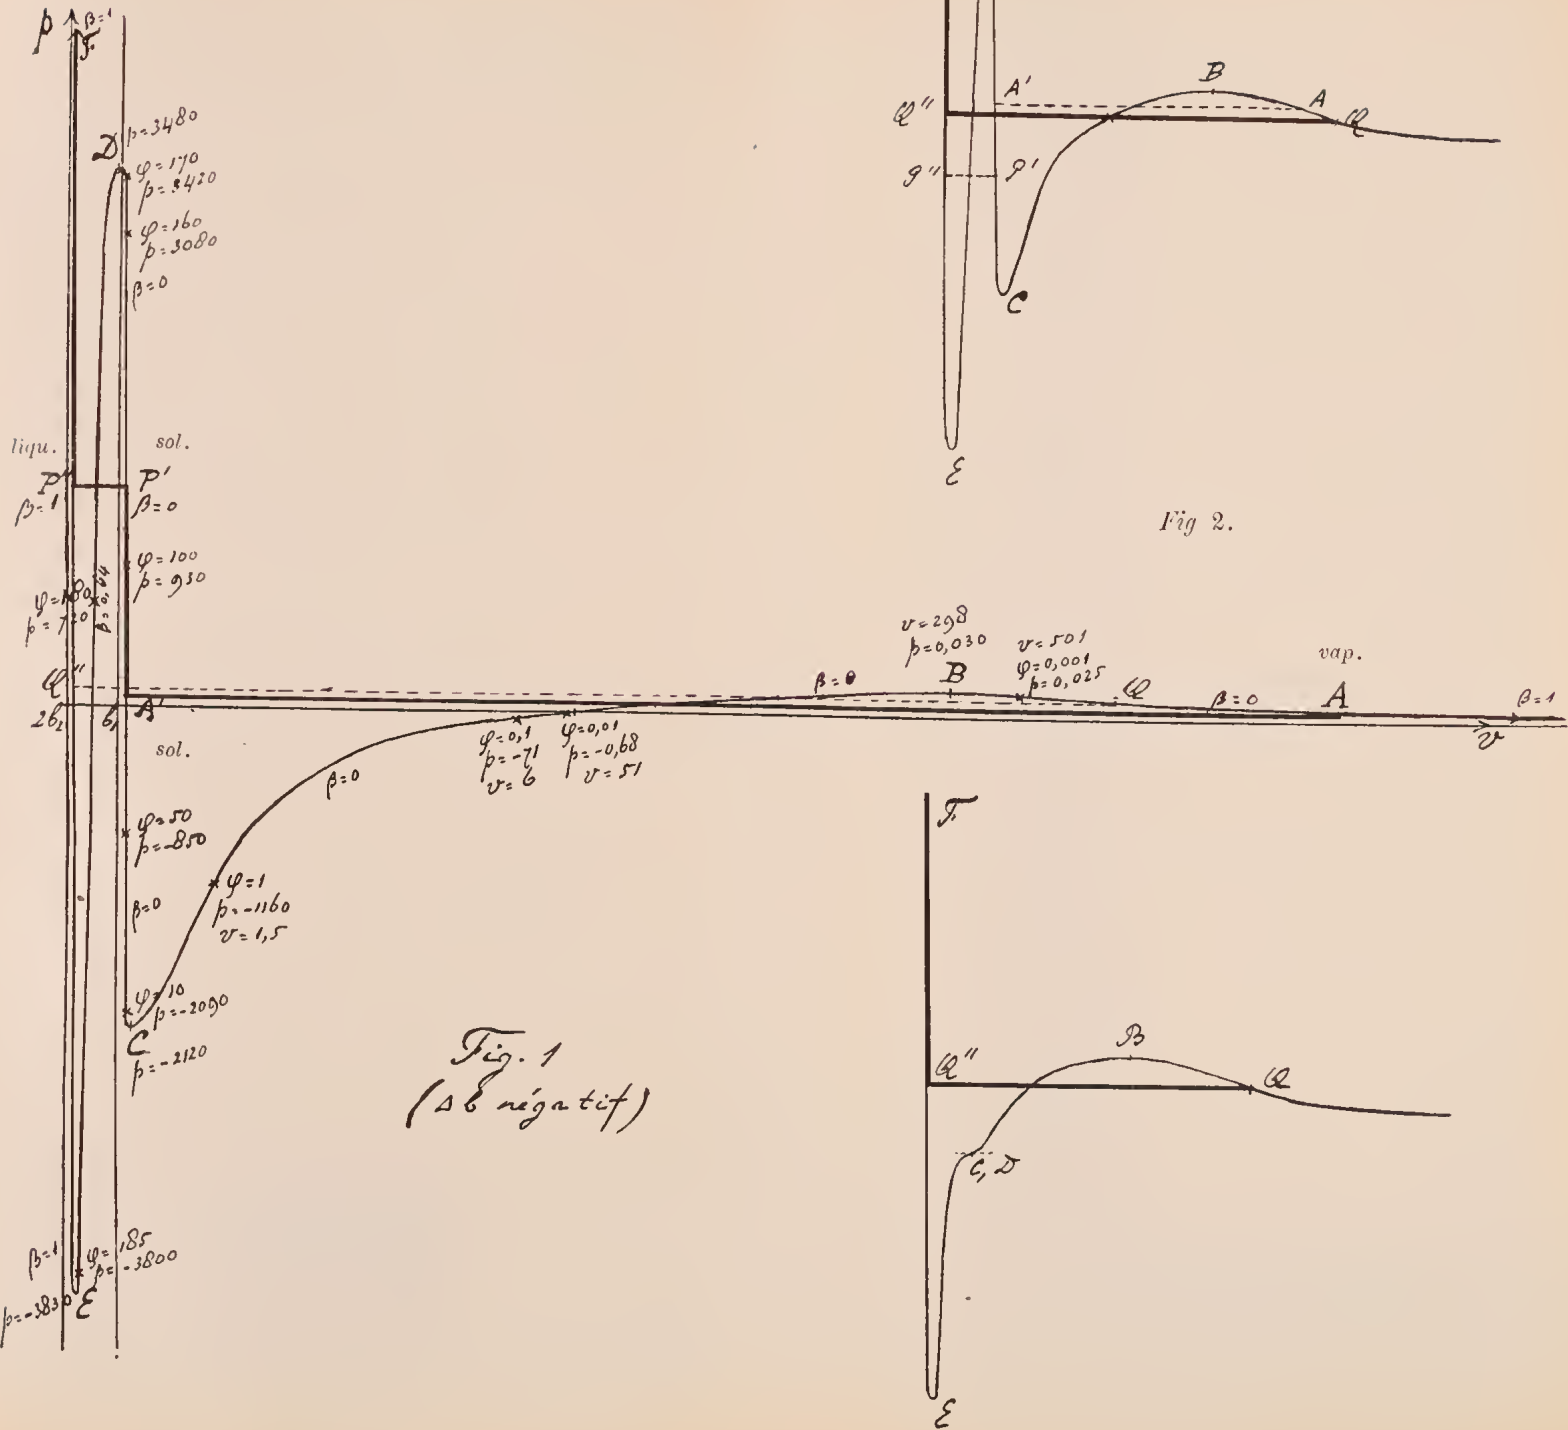 p
β=1
F
D
p=3480
φ=170
p=3420
φ=160
p=3080
β=0
liqu.
sol.
P''
P'
β=1
β=0
φ=100
p=930
φ=180
p=720
β=0,04
Q''
2b₂
b₁
A'
sol.
φ=50
p=-850
β=0
φ=1
p=-1160
v=1,5
φ=10
p=-2090
C
p=-2120
β=1
φ=185
p=-3800
p=-3830
E
β=0
φ=0,1
p=-71
v=6
φ=0,01
p=-0,68
v=51
β=0
v=298
p=0,030
B
v=501
φ=0,001
p=0,025
Q
vap.
β=0
A
β=1
v
Fig. 1
(Δb négatif)
Q''
A'
B
A
Q
P''
P'
C
E
Fig 2.
F
Q''
B
Q
C, D
E